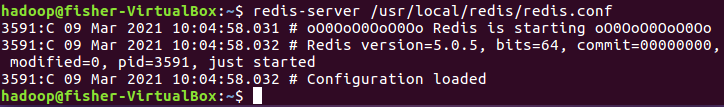 hadoop@fisher-VirtualBox:~$ redis-server /usr/local/redis/redis.conf
3591:C 09 Mar 2021 10:04:58.031 # oO0OoO0OoO0Oo Redis is starting oO0OoO0OoO0Oo
3591:C 09 Mar 2021 10:04:58.032 # Redis version=5.0.5, bits=64, commit=00000000,
modified=0, pid=3591, just started
3591:C 09 Mar 2021 10:04:58.032 # Configuration loaded
hadoop@fisher-VirtualBox:~$